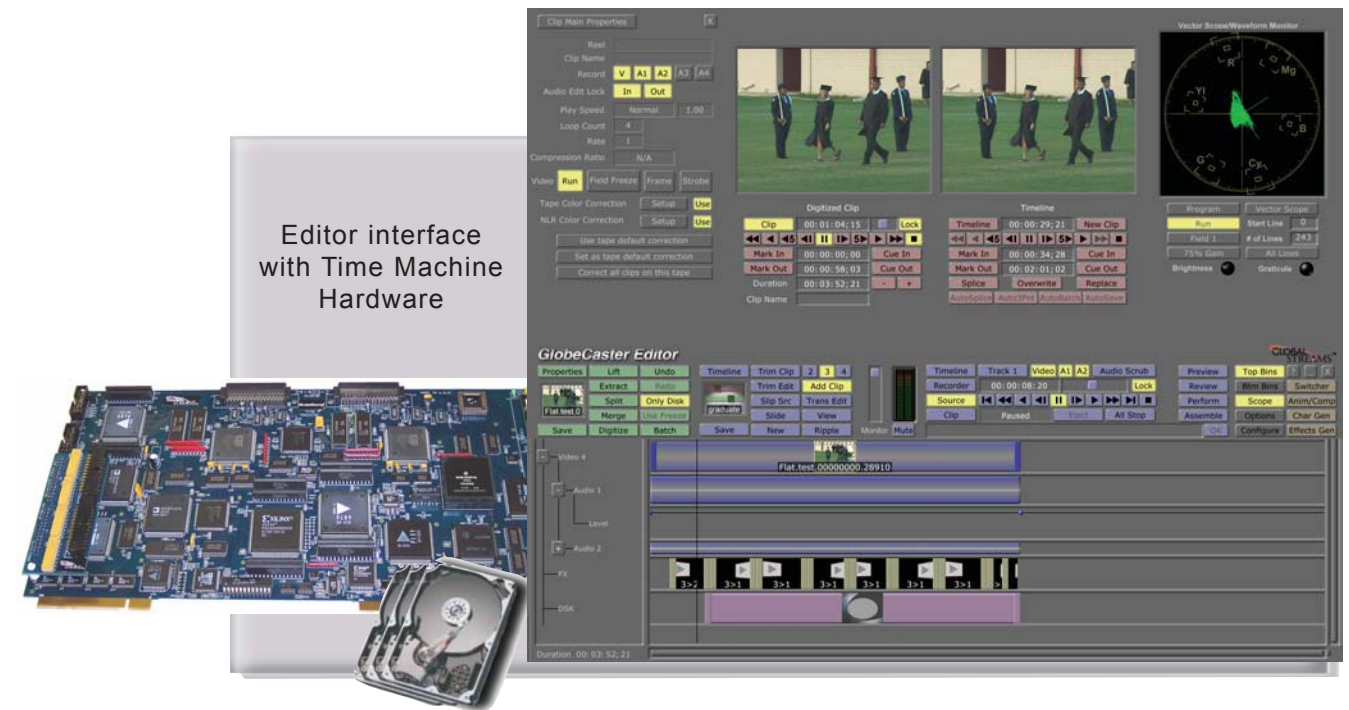 Editor interface
with Time Machine
Hardware
Clip Main Properties X
Reel
Clip Name
Record V A1 A2 A3 A4
Audio Edit Lock In Out
Play Speed Normal 1.00
Loop Count 4
Rate 1
Compression Ratio N/A
Video Run Field Freeze Frame Strobe
Tape Color Correction Setup Use
NLR Color Correction Setup Use
Use tape default correction
Set as tape default correction
Correct all clips on this tape
Digitized Clip
Clip 00:01:04;15 Lock
5 5
Mark In 00:00:00;00 Cue In
Mark Out 00:00:58;03 Cue Out
Duration 00:03:52;21 - +
Clip Name
Timeline
Timeline 00:00:29;21 New Clip
5 5
Mark In 00:00:34;28 Cue In
Mark Out 00:02:01;02 Cue Out
Splice Overwrite Replace
AutoSplice Auto3Pnt AutoBatch AutoSave
Vector Scope/Waveform Monitor
R Mg
Yl B
G Cy
Program Vector Scope
Run Start Line 0
Field 1 # of Lines 243
75% Gain All Lines
Brightness Graticule
GlobeCaster Editor
GLOBAL
STREAMS™
Properties Lift Undo Timeline Trim Clip 2 3 4 Timeline Track 1 Video A1 A2 Audio Scrub Preview Top Bins X
Extract Redo Trim Edit Add Clip Recorder 00:00:08:20 Lock Review Btm Bins Switcher
Flat.test.0 Split Only Disk graduate Slip Src Trans Edit Source Perform Scope Anim/Comp
Merge Use Freeze Slide View Clip Paused Eject All Stop Assemble Options Char Gen
Save Digitize Batch Save New Ripple Monitor Mute OK Configure Effects Gen
- Video 4
Flat.test.00000000.28910
- Audio 1
Level
+ Audio 2
FX 3>2 3>1 3>1 3>1 3>1 3>1 3>1
DSK
Duration 00:03:52;21
XILINX